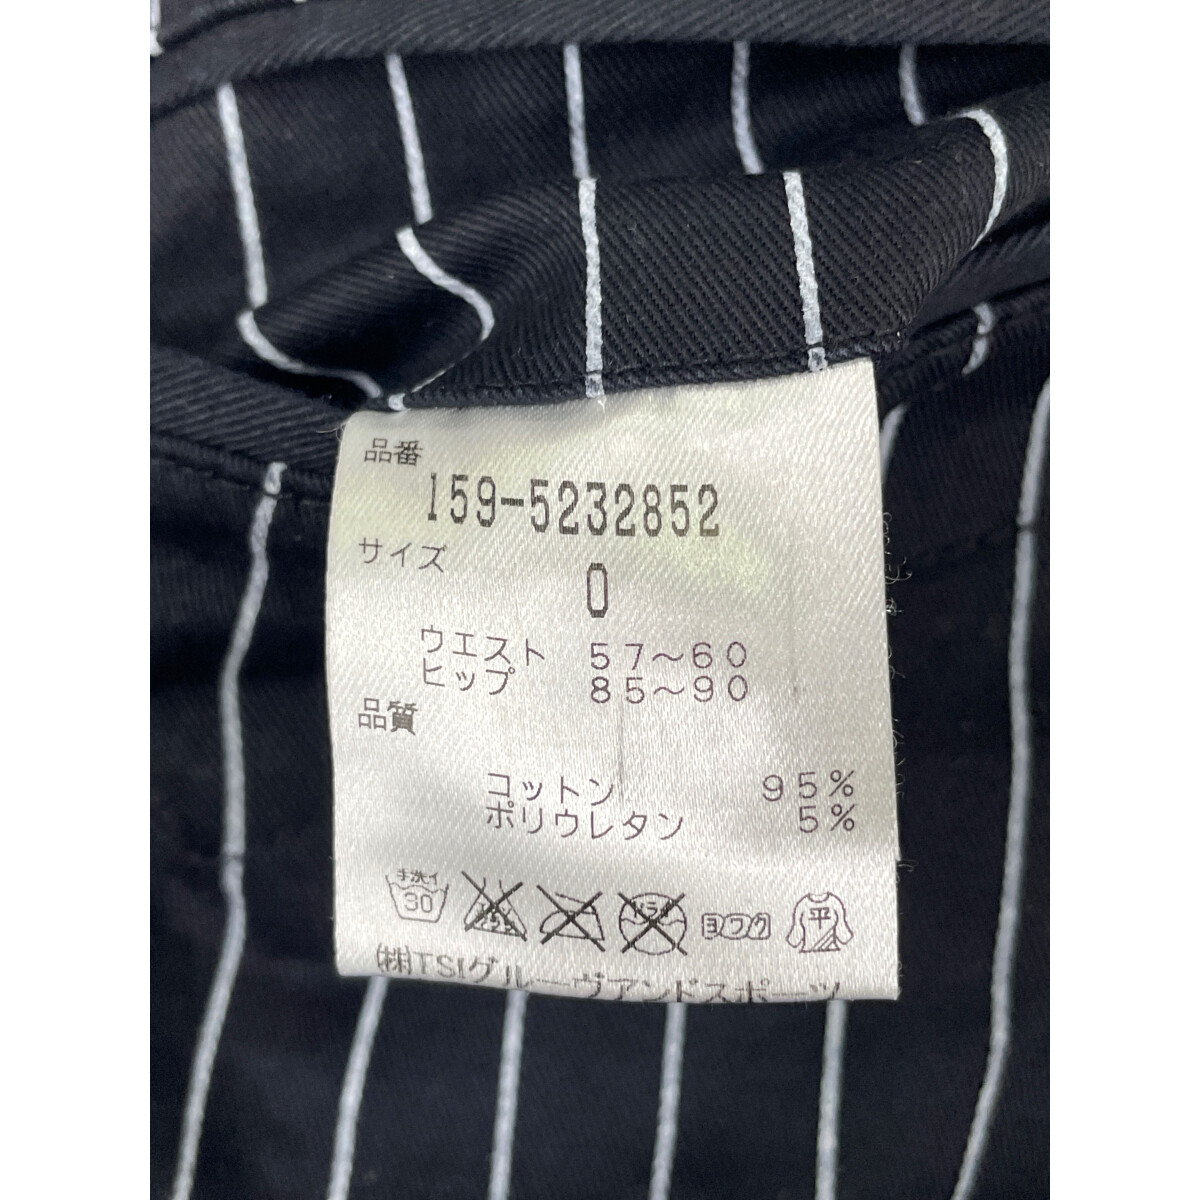 品番
159-5232852
サイズ
0
ウエスト 57～60
ヒップ 85～90
品質
コットン 95%
ポリウレタン 5%
手洗イ
30
ヨワク
平
(株)TSIグルーヴアンドスポーツ